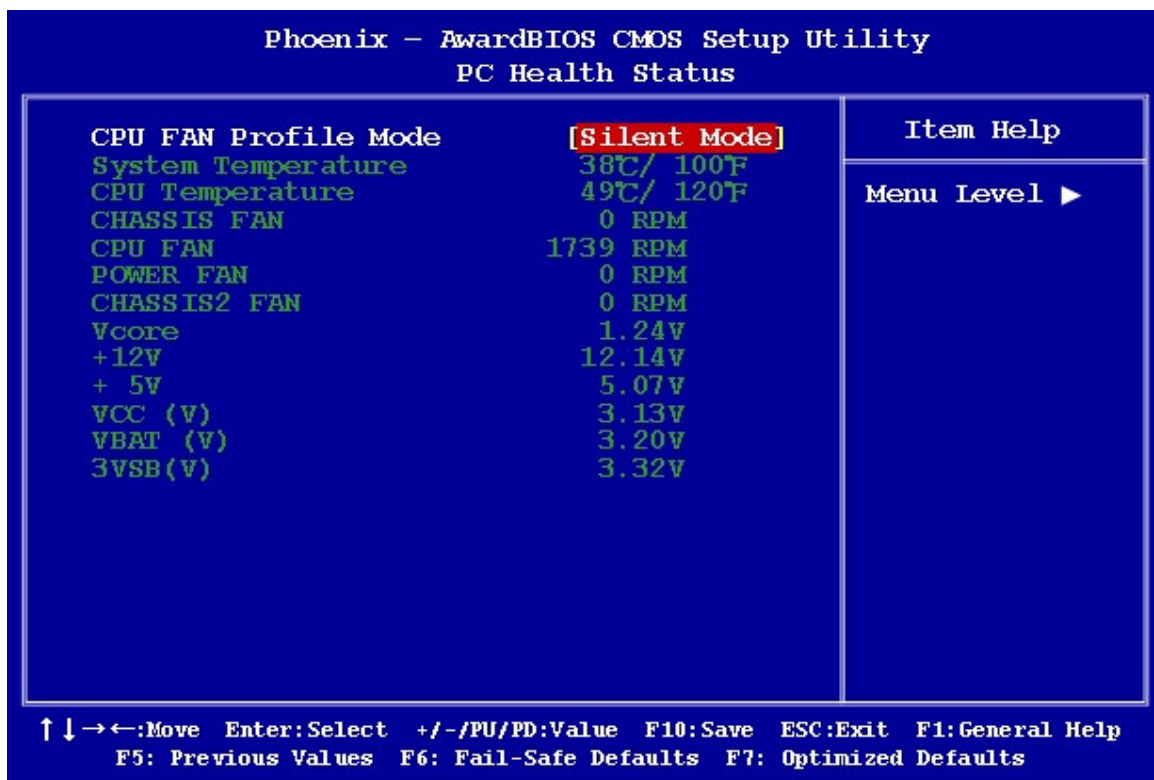 Phoenix – AwardBIOS CMOS Setup Utility
PC Health Status
CPU FAN Profile Mode [Silent Mode]
System Temperature 38℃/ 100℉
CPU Temperature 49℃/ 120℉
CHASSIS FAN 0 RPM
CPU FAN 1739 RPM
POWER FAN 0 RPM
CHASSIS2 FAN 0 RPM
Vcore 1.24V
+12V 12.14V
+ 5V 5.07V
VCC (V) 3.13V
VBAT (V) 3.20V
3VSB(V) 3.32V
Item Help
Menu Level ▶
↑↓→←:Move Enter:Select +/-/PU/PD:Value F10:Save ESC:Exit F1:General Help
F5: Previous Values F6: Fail-Safe Defaults F7: Optimized Defaults